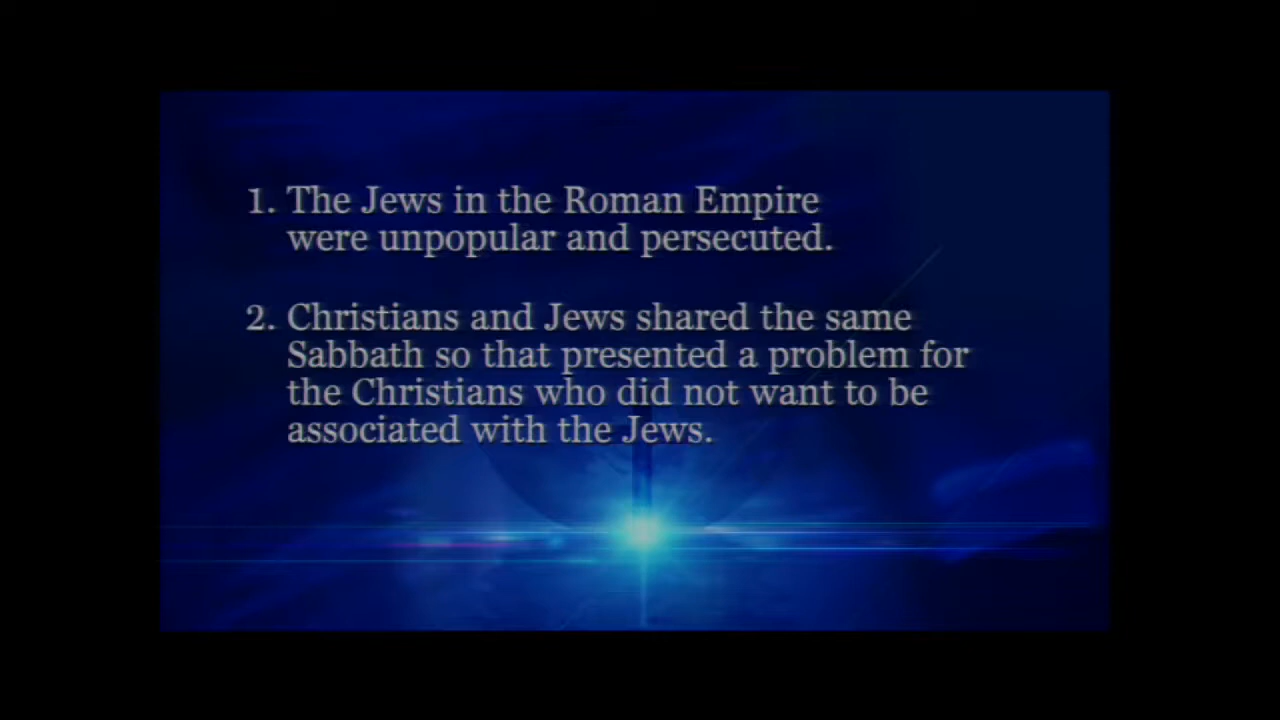 1. The Jews in the Roman Empire
were unpopular and persecuted.
2. Christians and Jews shared the same
Sabbath so that presented a problem for
the Christians who did not want to be
associated with the Jews.